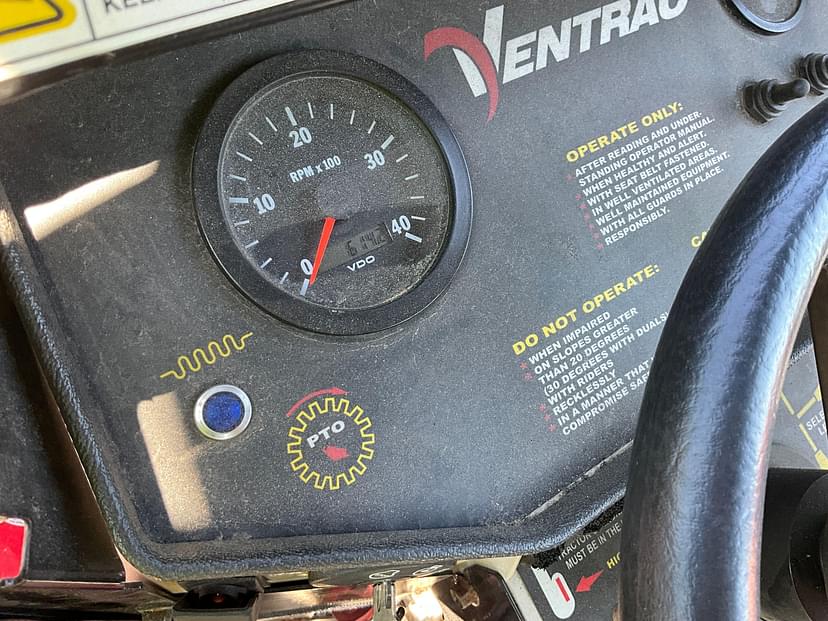 VENTRAC
20
RPM x 100
30
10
40
0
VDO
OPERATE ONLY:
AFTER READING AND UNDER-
STANDING OPERATOR MANUAL.
WHEN HEALTHY AND ALERT.
WITH SEAT BELT FASTENED.
IN WELL VENTILATED AREAS.
WELL MAINTAINED EQUIPMENT.
WITH ALL GUARDS IN PLACE.
RESPONSIBLY.
CA
DO NOT OPERATE:
WHEN IMPAIRED
ON SLOPES GREATER
THAN 20 DEGREES
(30 DEGREES WITH DUALS)
WITH RIDERS
RECKLESSLY
IN A MANNER THAT
COMPROMISE SA
PTO
SEL
MUST BE IN THE